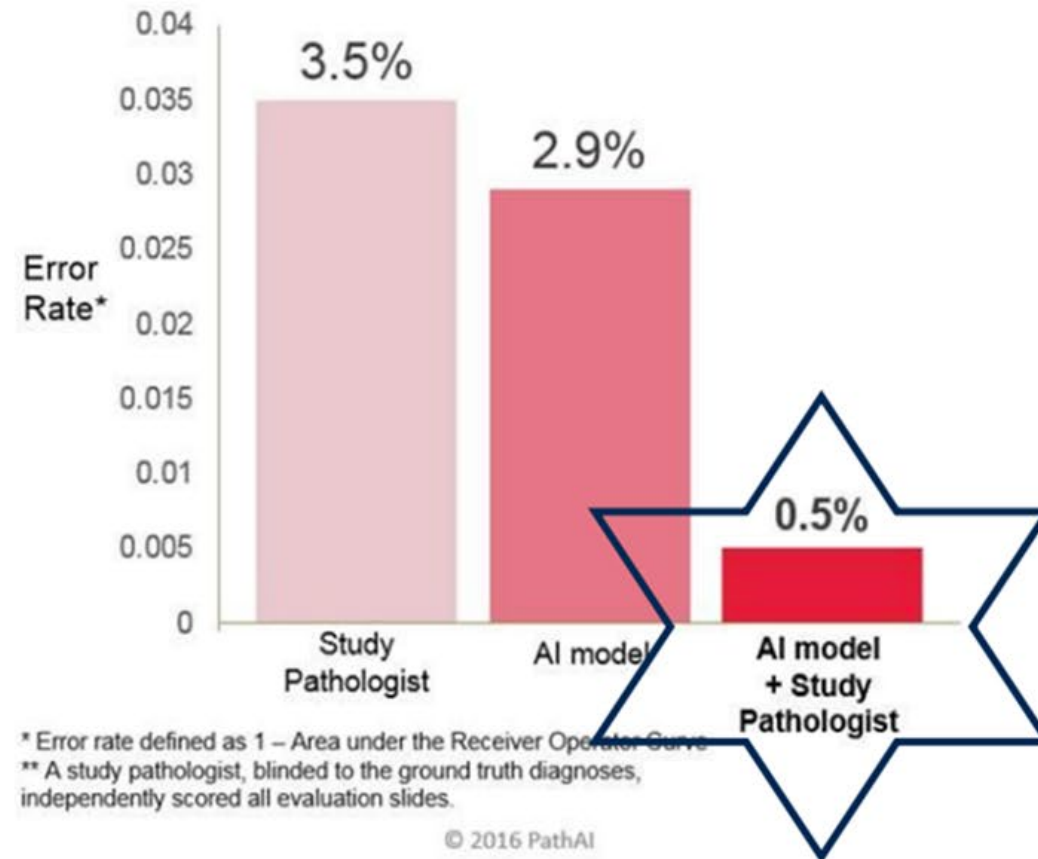 0.04
3.5%
0.035
2.9%
0.03
0.025
Error
Rate*
0.02
0.015
0.01
0.5%
0.005
0
Study
Pathologist
AI model
AI model
+ Study
Pathologist
* Error rate defined as 1 – Area under the Receiver Operator Curve
** A study pathologist, blinded to the ground truth diagnoses,
independently scored all evaluation slides.
© 2016 PathAI